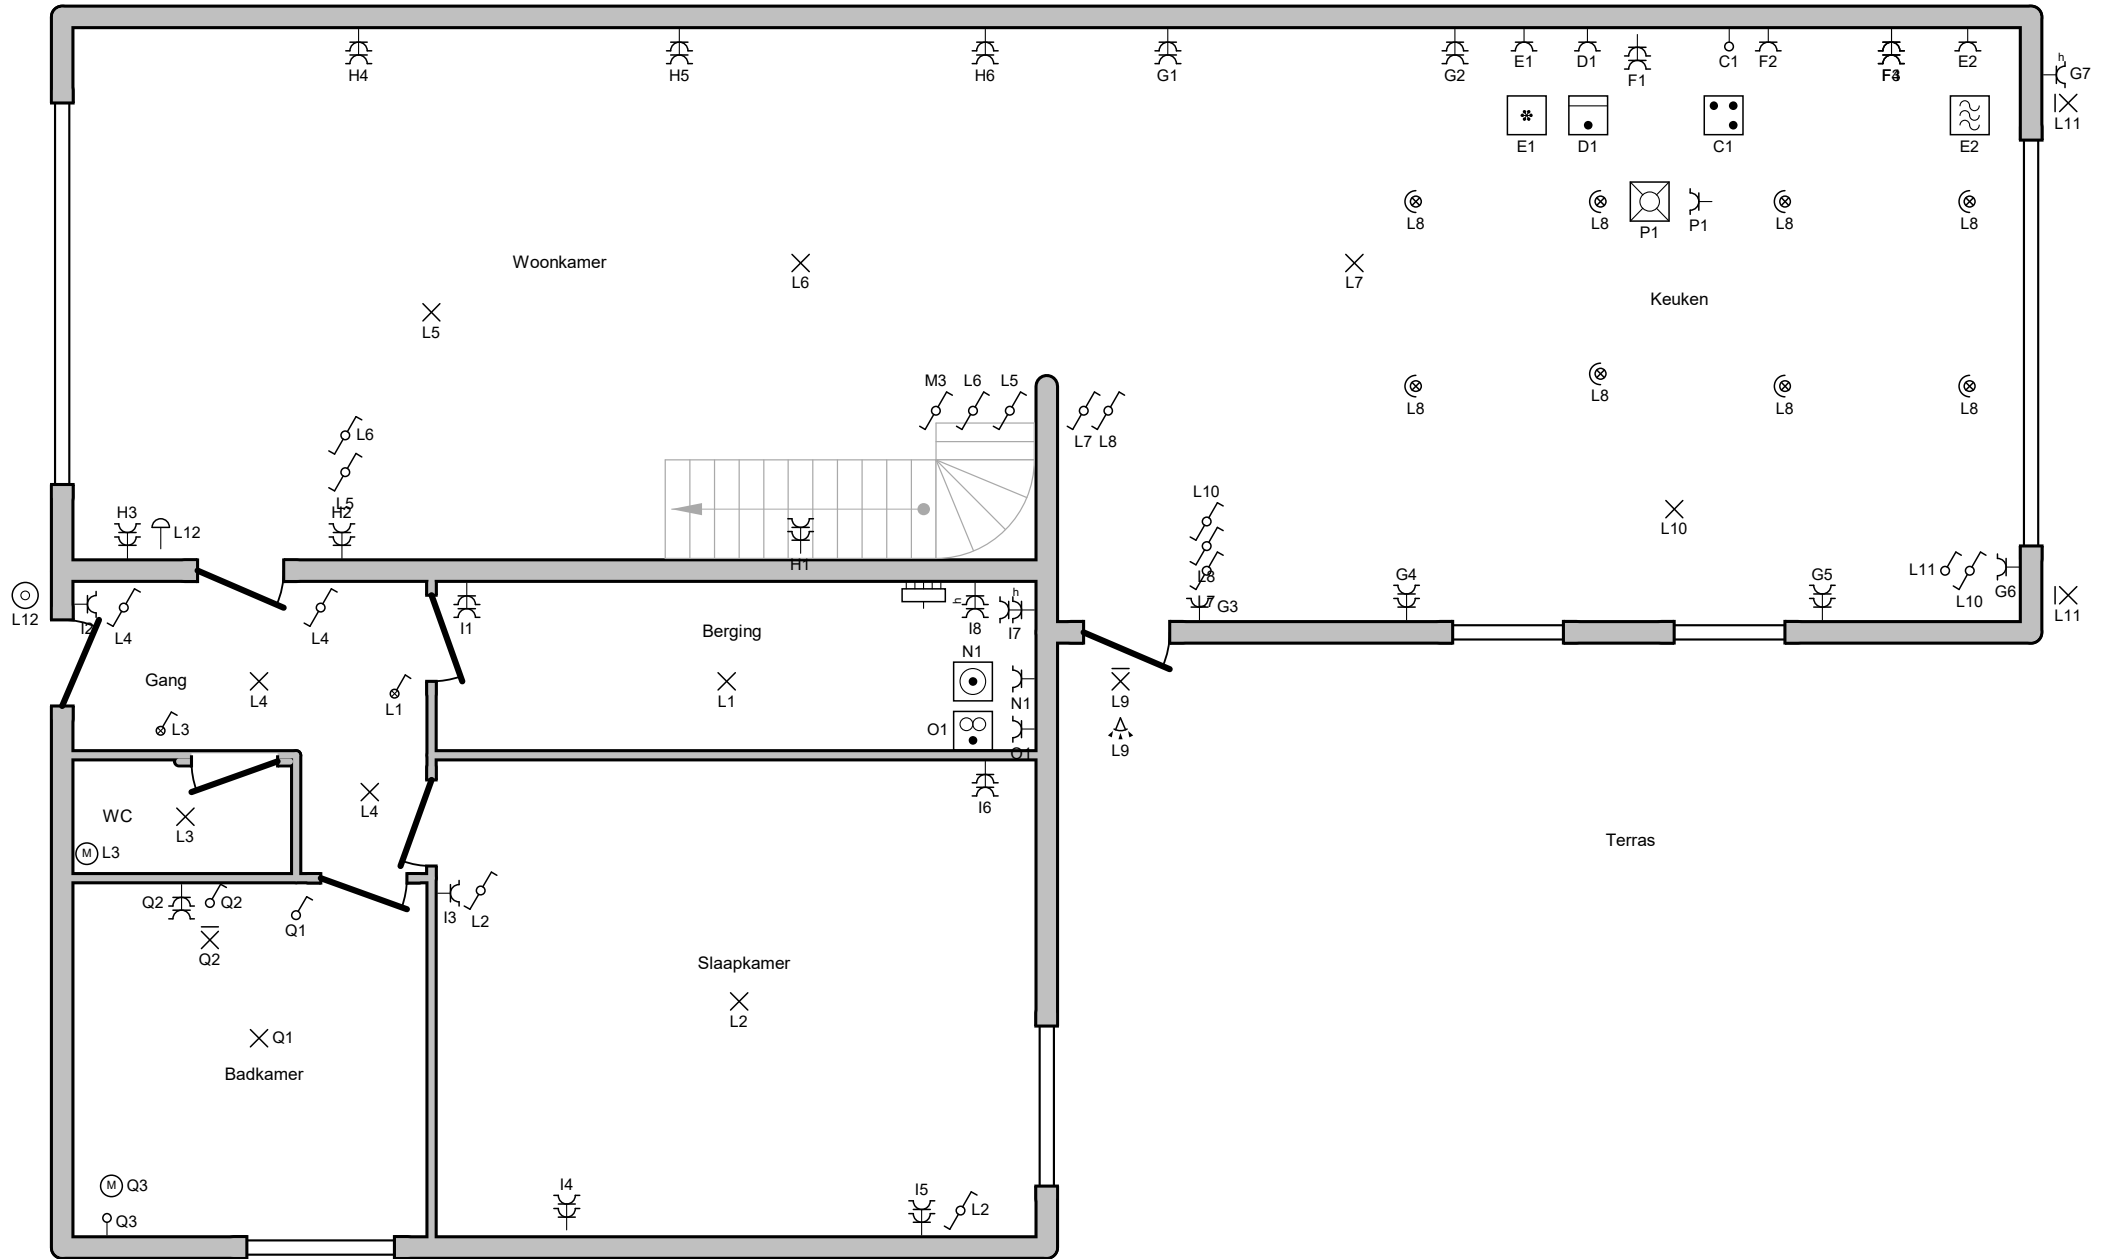 H4
H5
H6
G1
G2
E1
D1
F1
C1
F2
E2
h
G7
L11
E1
D1
C1
E2
L8
L8
P1
P1
L8
L8
Woonkamer
L6
L7
Keuken
L5
M3
L6
L5
L7
L8
L8
L8
L8
L8
L6
L5
H3
L12
H2
H1
L10
L8
L7
G3
L10
G4
G5
L11
L10
G6
L11
L12
I2
L4
L4
I1
Berging
h
I8
h
I7
N1
N1
O1
O1
L9
L9
Gang
L4
L1
L1
L3
WC
L3
M
L3
L4
I6
Terras
Q2
Q2
Q1
Q2
I3
L2
Slaapkamer
L2
Q1
Badkamer
M
Q3
Q3
I4
I5
L2